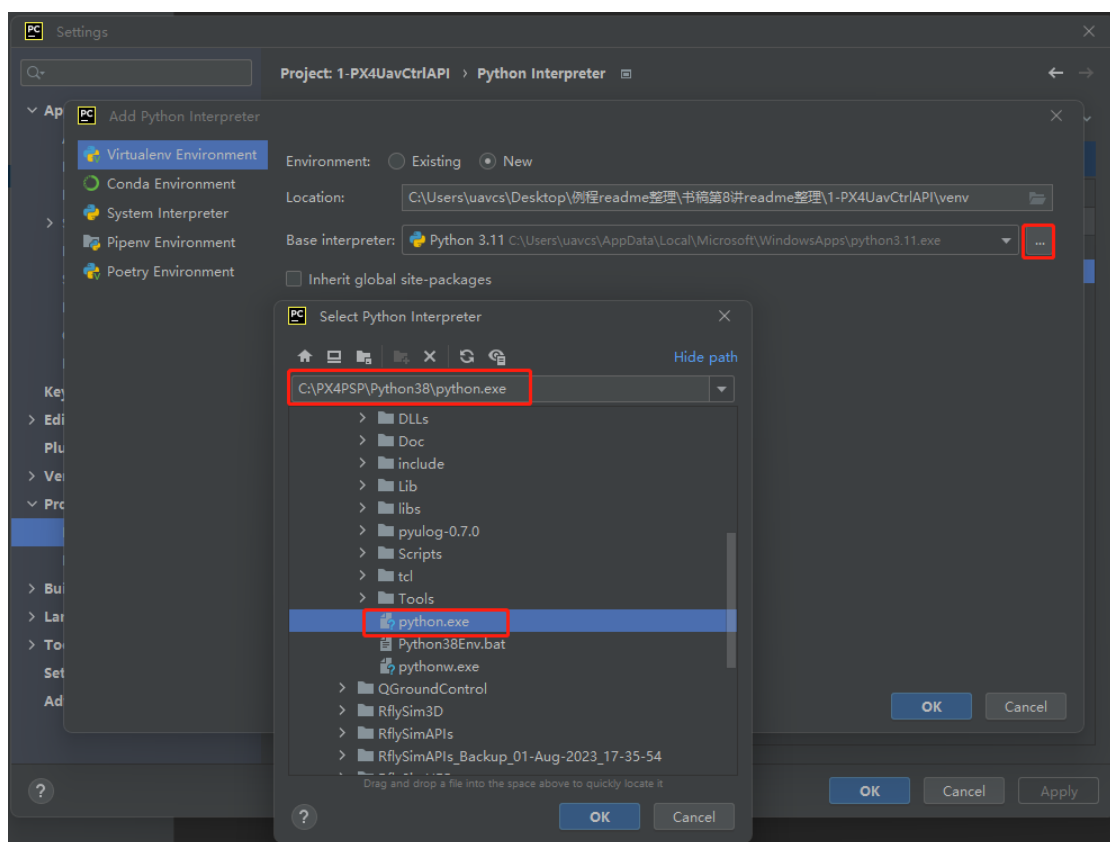 PC Settings
Project: 1-PX4UavCtrlAPI > Python Interpreter
Ap
PC Add Python Interpreter
Virtualenv Environment
Environment: Existing New
Conda Environment
Location: C:\Users\uavcs\Desktop\例程readme整理\书稿第8讲readme整理\1-PX4UavCtrlAPI\venv
System Interpreter
Pipenv Environment
Base interpreter: Python 3.11 C:\Users\uavcs\AppData\Local\Microsoft\WindowsApps\python3.11.exe ...
Poetry Environment
Inherit global site-packages
PC Select Python Interpreter
Hide path
C:\PX4PSP\Python38\python.exe
DLLs
Doc
include
Lib
libs
pyulog-0.7.0
Scripts
tcl
Tools
python.exe
Python38Env.bat
pythonw.exe
QGroundControl
RflySim3D
RflySimAPIs
RflySimAPIs_Backup_01-Aug-2023_17-35-54
Drag and drop a file into the space above to quickly locate it
? OK Cancel
Key
Edi
Plu
Ve
Pro
Bui
Lan
Too
Set
Ad
OK Cancel
? OK Cancel Apply